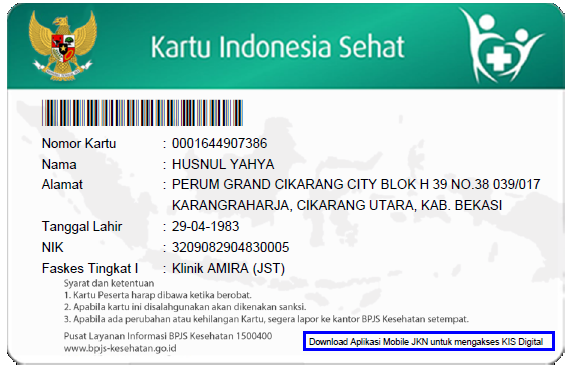 Kartu Indonesia Sehat
Nomor Kartu : 0001644907386
Nama : HUSNUL YAHYA
Alamat : PERUM GRAND CIKARANG CITY BLOK H 39 NO.38 039/017
KARANGRAHARJA, CIKARANG UTARA, KAB. BEKASI
Tanggal Lahir : 29-04-1983
NIK : 3209082904830005
Faskes Tingkat I : Klinik AMIRA (JST)
Syarat dan ketentuan
1. Kartu Peserta harap dibawa ketika berobat.
2. Apabila kartu ini disalahgunakan akan dikenakan sanksi.
3. Apabila ada perubahan atau kehilangan Kartu, segera lapor ke kantor BPJS Kesehatan setempat.
Pusat Layanan Informasi BPJS Kesehatan 1500400
www.bpjs-kesehatan.go.id
Download Aplikasi Mobile JKN untuk mengakses KIS Digital